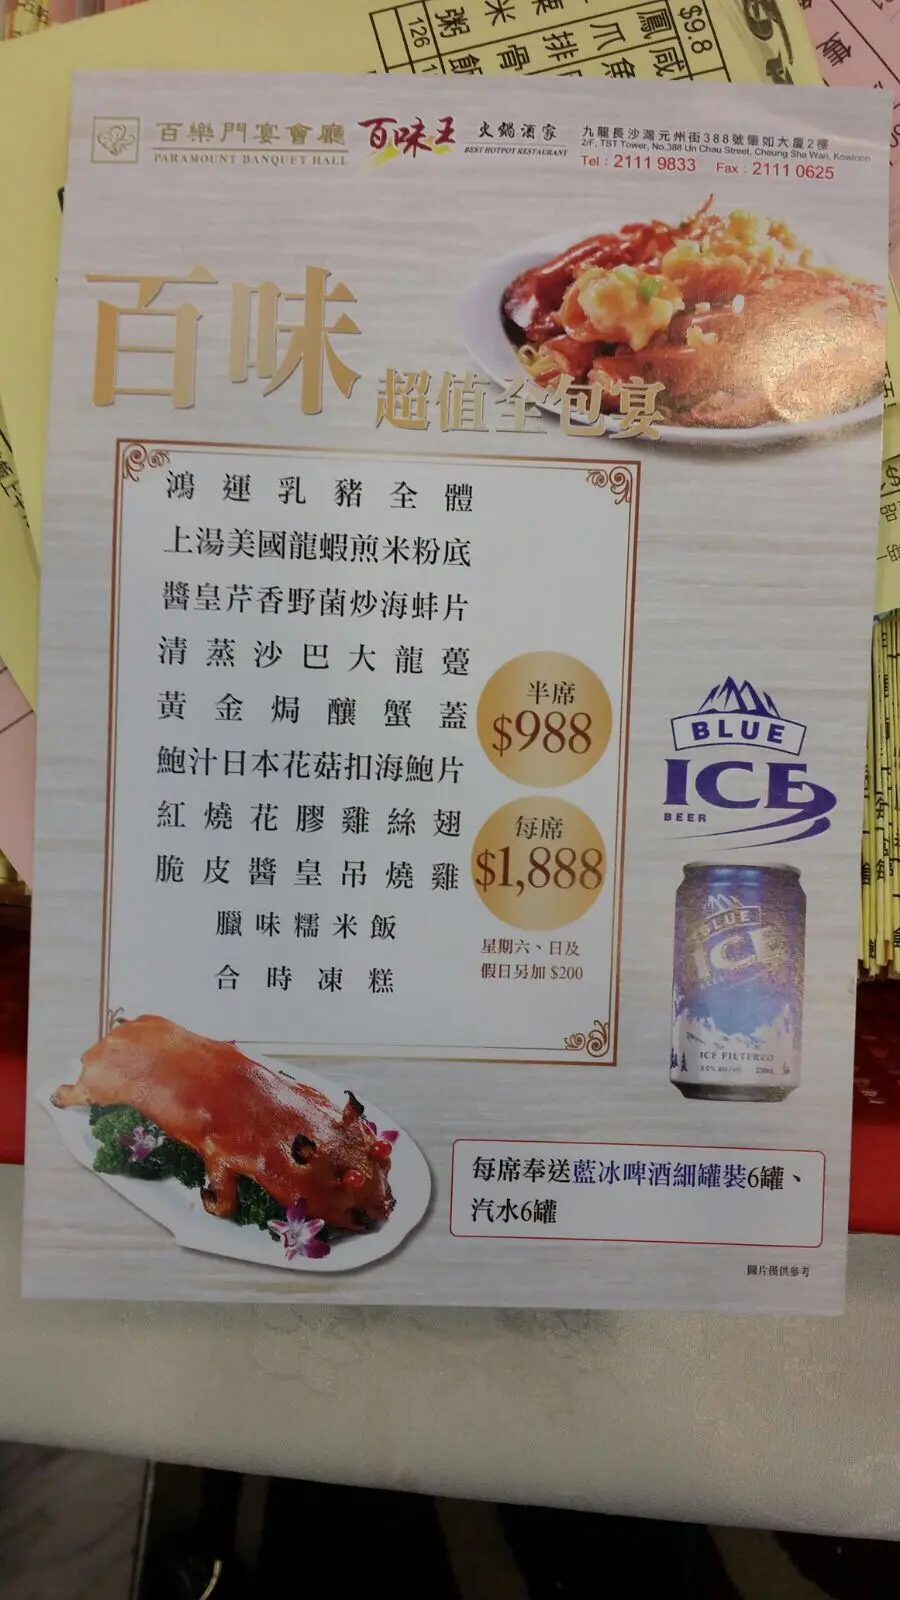 百樂門宴會廳
PARAMOUNT BANQUET HALL
百味王
火鍋酒家
BEST HOTPOT RESTAURANT
九龍長沙灣元州街388號肇如大厦2樓
2/F, TST Tower, No.388 Un Chau Street, Cheung Sha Wan, Kowloon
Tel : 2111 9833 Fax : 2111 0625
百味
超值全包宴
鴻運乳豬全體
上湯美國龍蝦煎米粉底
醬皇芹香野菌炒海蚌片
清蒸沙巴大龍躉
黃金焗釀蟹蓋
鮑汁日本花菇扣海鮑片
紅燒花膠雞絲翅
脆皮醬皇吊燒雞
臘味糯米飯
合時凍糕
半席
$988
每席
$1,888
星期六、日及
假日另加 $200
BLUE
ICE
BEER
BLUE
ICE
BEER
ICE FILTERED
330mL
每席奉送藍冰啤酒細罐裝6罐、
汽水6罐
圖片僅供參考
$9.8
126